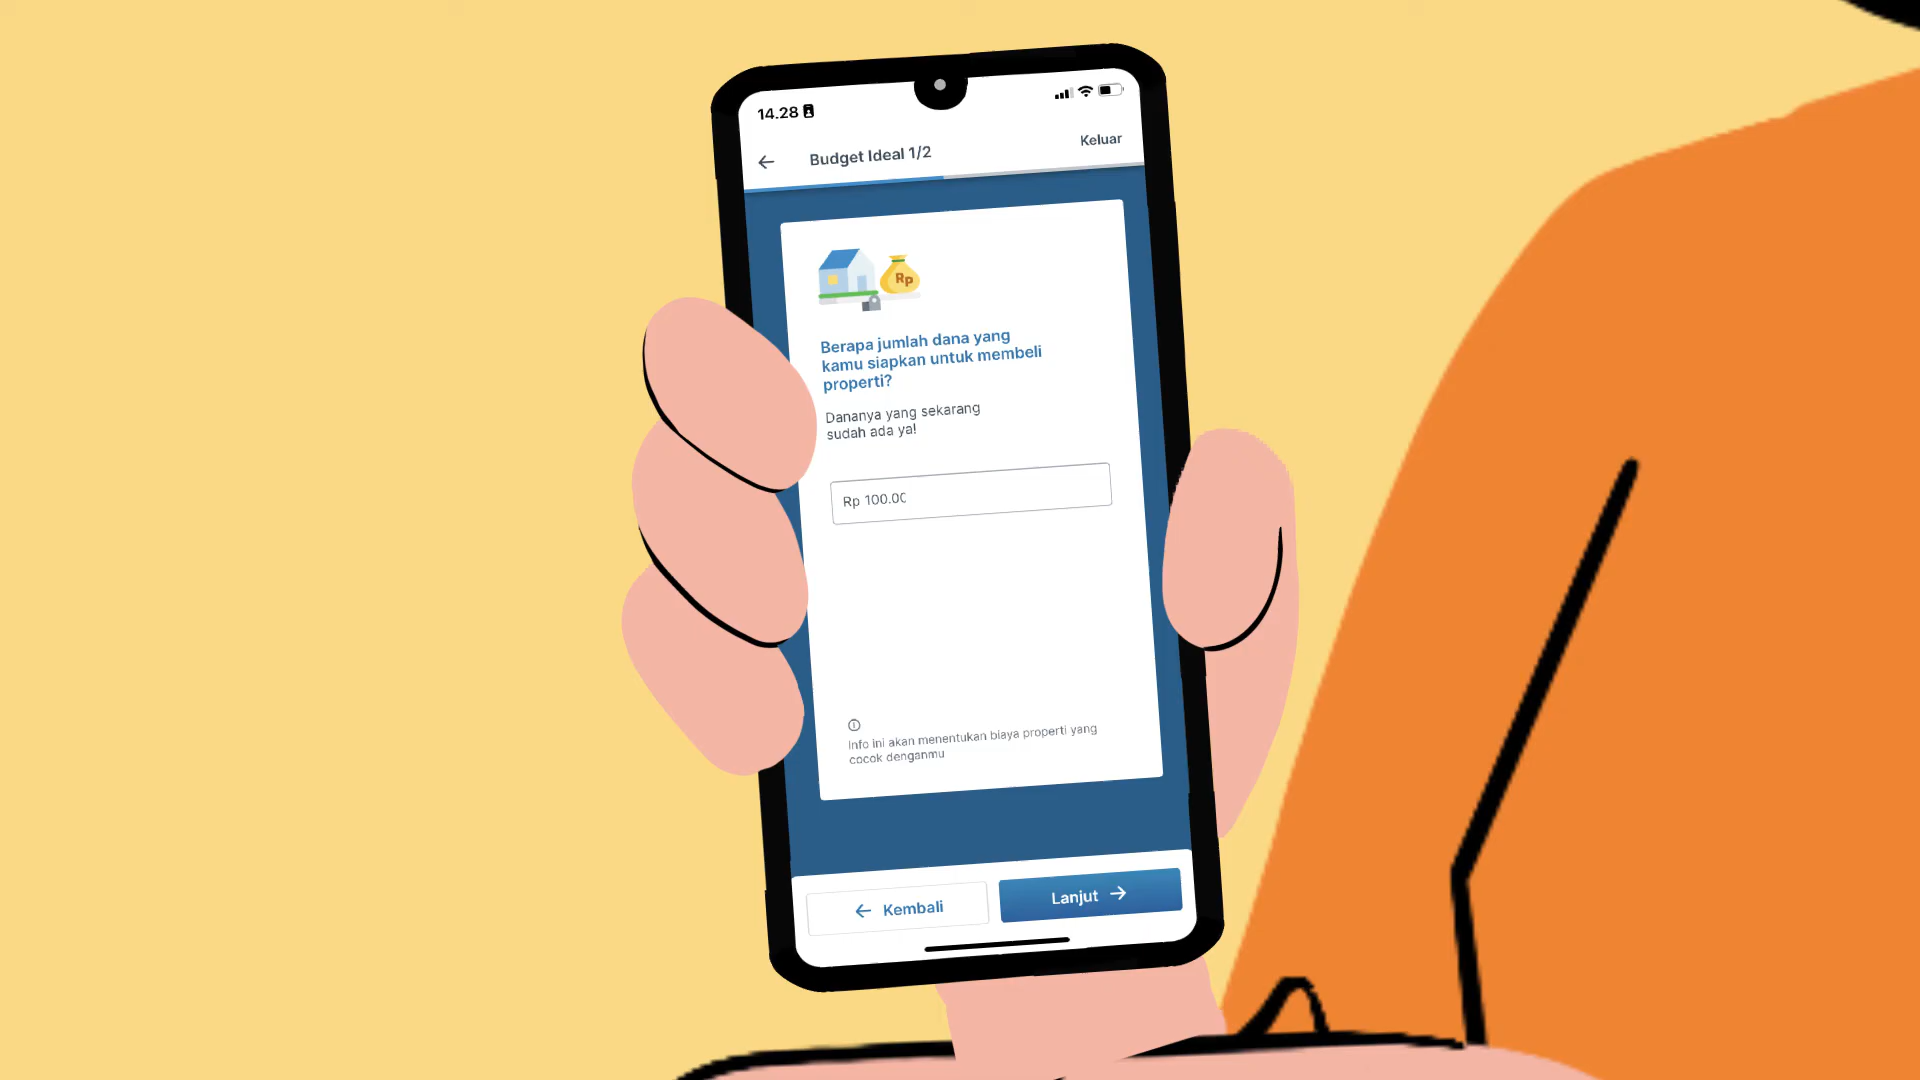 14.28
Budget Ideal 1/2
Keluar
Rp
Berapa jumlah dana yang
kamu siapkan untuk membeli
properti?
Dananya yang sekarang
sudah ada ya!
Rp 100.00
Info ini akan menentukan biaya properti yang
cocok denganmu
Kembali
Lanjut